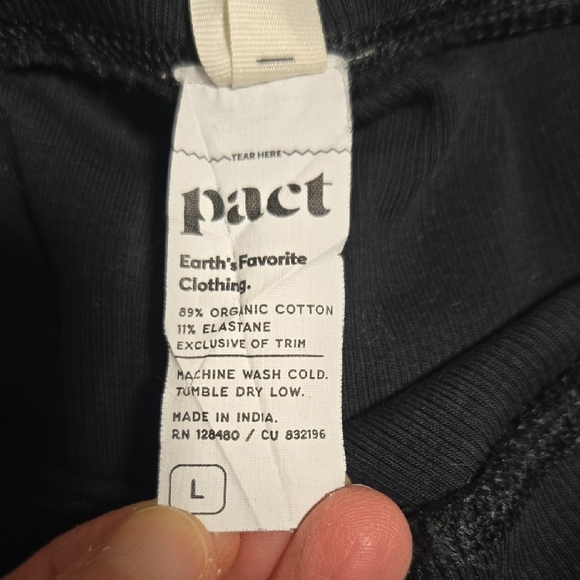 TEAR HERE
pact
Earth's Favorite
Clothing.
89% ORGANIC COTTON
11% ELASTANE
EXCLUSIVE OF TRIM
MACHINE WASH COLD.
TUMBLE DRY LOW.
MADE IN INDIA.
RN 128480 / CU 832196
L